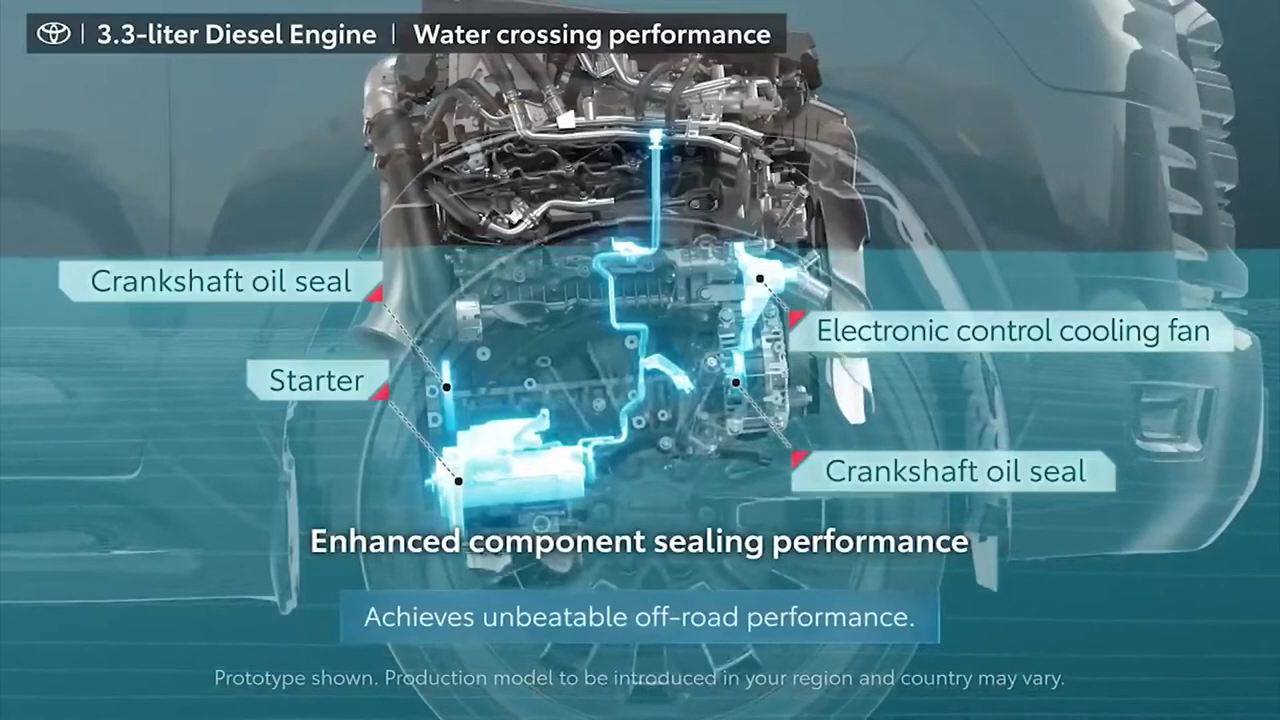 3.3-liter Diesel Engine | Water crossing performance
Crankshaft oil seal
Electronic control cooling fan
Starter
Crankshaft oil seal
Enhanced component sealing performance
Achieves unbeatable off-road performance.
Prototype shown. Production model to be introduced in your region and country may vary.